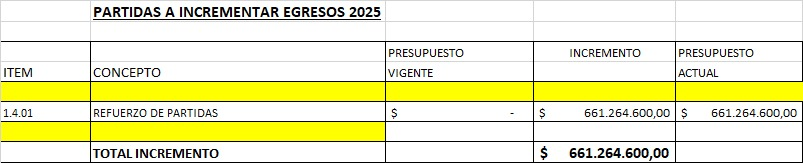 PARTIDAS A INCREMENTAR EGRESOS 2025
PRESUPUESTO INCREMENTO PRESUPUESTO
ITEM CONCEPTO VIGENTE ACTUAL
1.4.01 REFUERZO DE PARTIDAS $ - $ 661.264.600,00 $ 661.264.600,00
TOTAL INCREMENTO $ 661.264.600,00